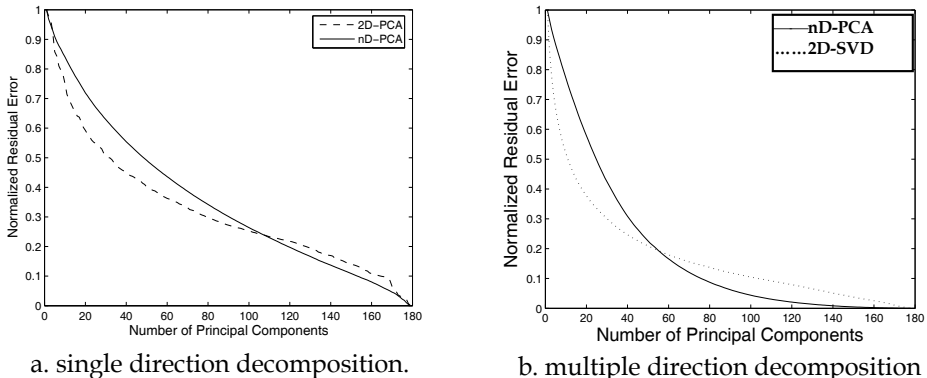 1
0.9
0.8
0.7
0.6
0.5
0.4
0.3
0.2
0.1
0
Normalized Residual Error
2D-PCA
nD-PCA
0 20 40 60 80 100 120 140 160 180
Number of Principal Components
a. single direction decomposition.
1
0.9
0.8
0.7
0.6
0.5
0.4
0.3
0.2
0.1
0
Normalized Residual Error
nD-PCA
2D-SVD
0 20 40 60 80 100 120 140 160 180
Number of Principal Components
b. multiple direction decomposition